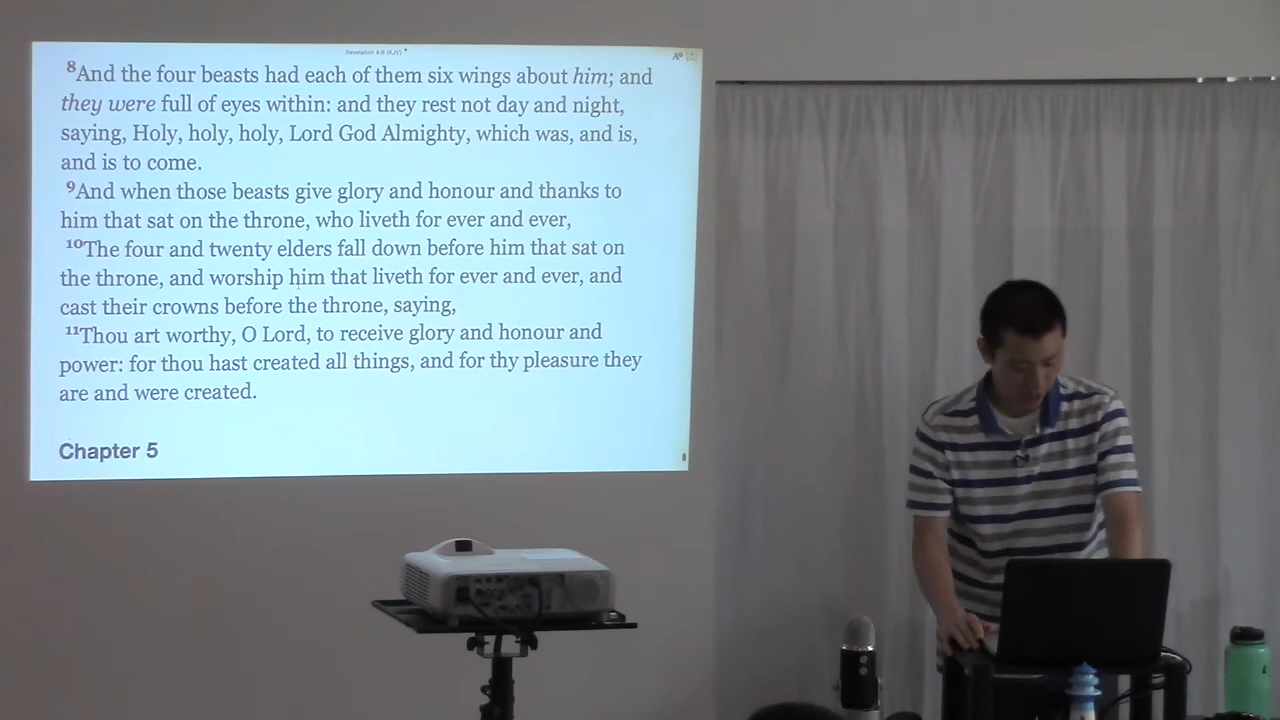 Revelation 4:8 (KJV)
8And the four beasts had each of them six wings about him; and
they were full of eyes within: and they rest not day and night,
saying, Holy, holy, holy, Lord God Almighty, which was, and is,
and is to come.
9And when those beasts give glory and honour and thanks to
him that sat on the throne, who liveth for ever and ever,
10The four and twenty elders fall down before him that sat on
the throne, and worship him that liveth for ever and ever, and
cast their crowns before the throne, saying,
11Thou art worthy, O Lord, to receive glory and honour and
power: for thou hast created all things, and for thy pleasure they
are and were created.
Chapter 5